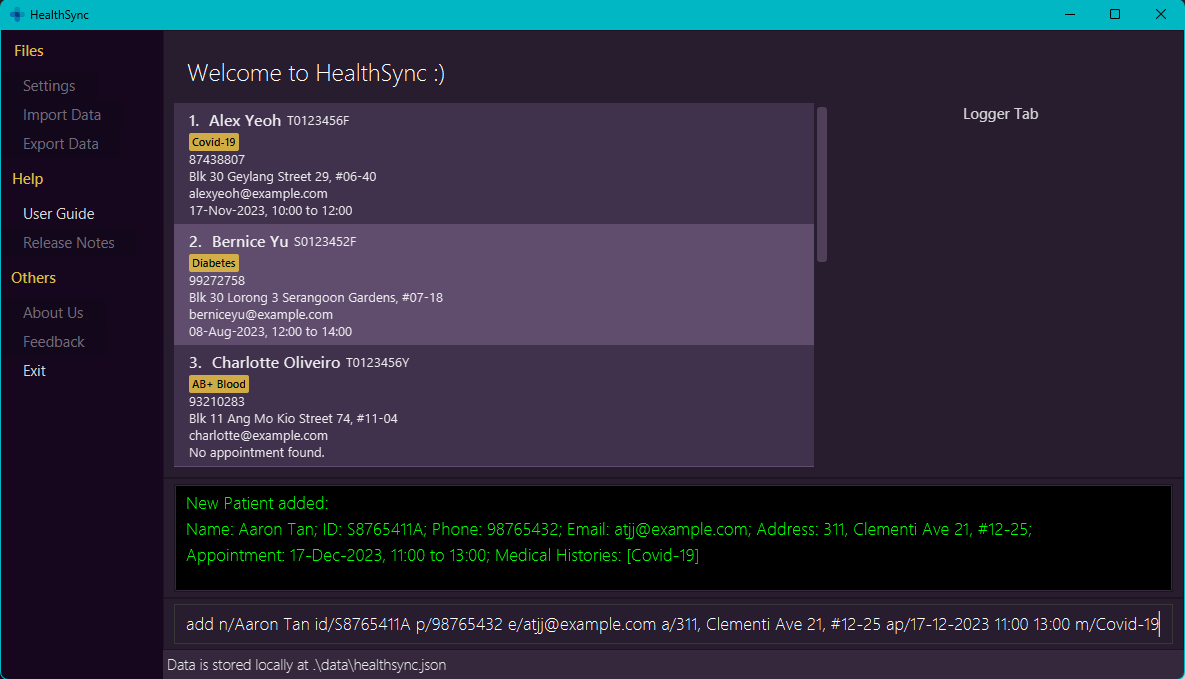 HealthSync
Files
Settings
Import Data
Export Data
Help
User Guide
Release Notes
Others
About Us
Feedback
Exit
Welcome to HealthSync :)
1. Alex Yeoh T0123456F
Covid-19
87438807
Blk 30 Geylang Street 29, #06-40
alexyeoh@example.com
17-Nov-2023, 10:00 to 12:00
2. Bernice Yu S0123452F
Diabetes
99272758
Blk 30 Lorong 3 Serangoon Gardens, #07-18
berniceyu@example.com
08-Aug-2023, 12:00 to 14:00
3. Charlotte Oliveiro T0123456Y
AB+ Blood
93210283
Blk 11 Ang Mo Kio Street 74, #11-04
charlotte@example.com
No appointment found.
Logger Tab
New Patient added:
Name: Aaron Tan; ID: S8765411A; Phone: 98765432; Email: atjj@example.com; Address: 311, Clementi Ave 21, #12-25;
Appointment: 17-Dec-2023, 11:00 to 13:00; Medical Histories: [Covid-19]
add n/Aaron Tan id/S8765411A p/98765432 e/atjj@example.com a/311, Clementi Ave 21, #12-25 ap/17-12-2023 11:00 13:00 m/Covid-19
Data is stored locally at .\data\healthsync.json